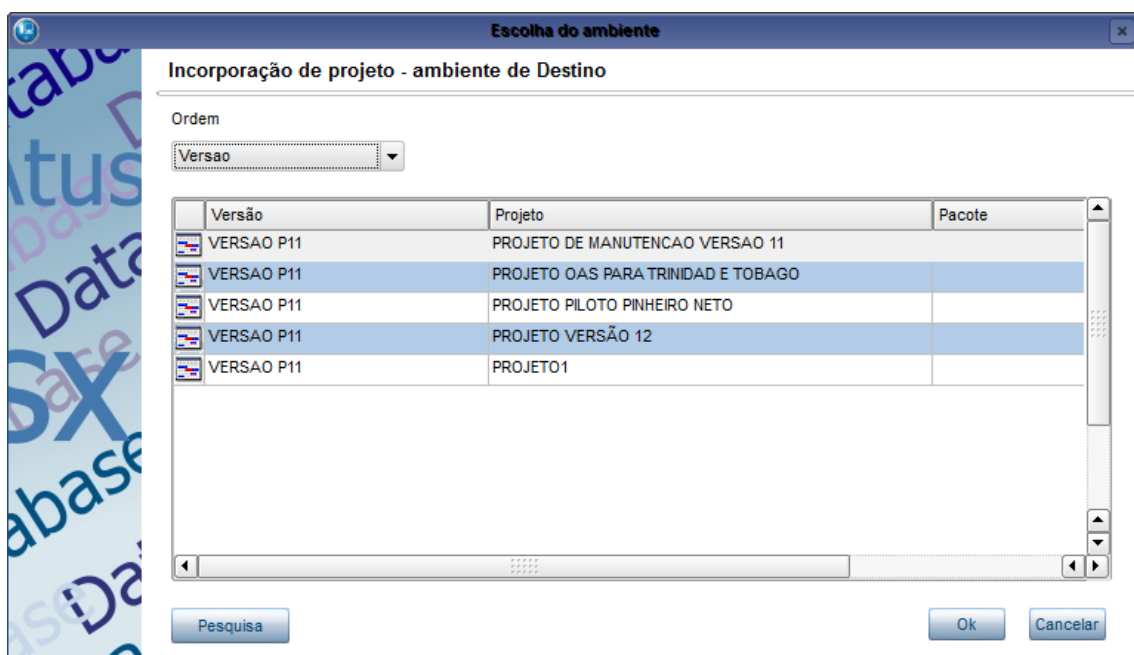 Escolha do ambiente
Incorporação de projeto - ambiente de Destino
Ordem
Versao
Versão Projeto Pacote
VERSAO P11 PROJETO DE MANUTENCAO VERSAO 11
VERSAO P11 PROJETO OAS PARA TRINIDAD E TOBAGO
VERSAO P11 PROJETO PILOTO PINHEIRO NETO
VERSAO P11 PROJETO VERSÃO 12
VERSAO P11 PROJETO1
Pesquisa Ok Cancelar